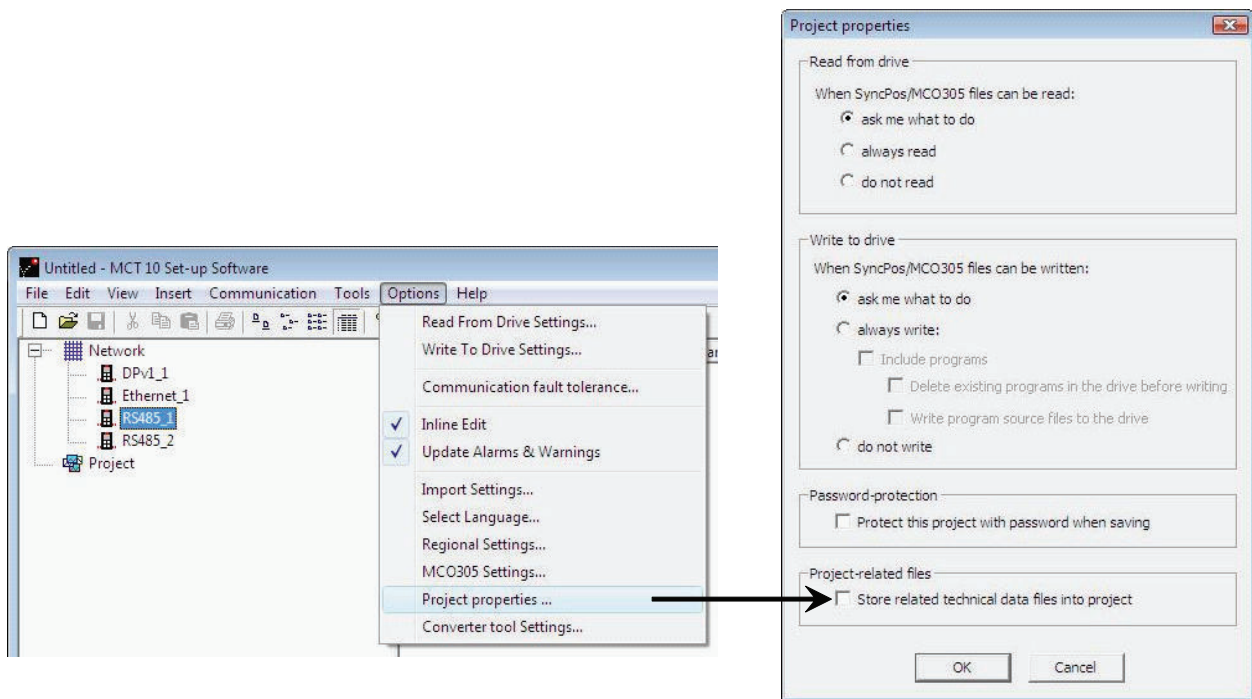 Untitled - MCT 10 Set-up Software
File Edit View Insert Communication Tools Options Help
Network
DPv1_1
Ethernet_1
RS485_1
RS485_2
Project
Read From Drive Settings...
Write To Drive Settings...
Communication fault tolerance...
Inline Edit
Update Alarms & Warnings
Import Settings...
Select Language...
Regional Settings...
MCO305 Settings...
Project properties ...
Converter tool Settings...
Project properties
Read from drive
When SyncPos/MCO305 files can be read:
ask me what to do
always read
do not read
Write to drive
When SyncPos/MCO305 files can be written:
ask me what to do
always write:
Include programs
Delete existing programs in the drive before writing
Write program source files to the drive
do not write
Password-protection
Protect this project with password when saving
Project-related files
Store related technical data files into project
OK Cancel